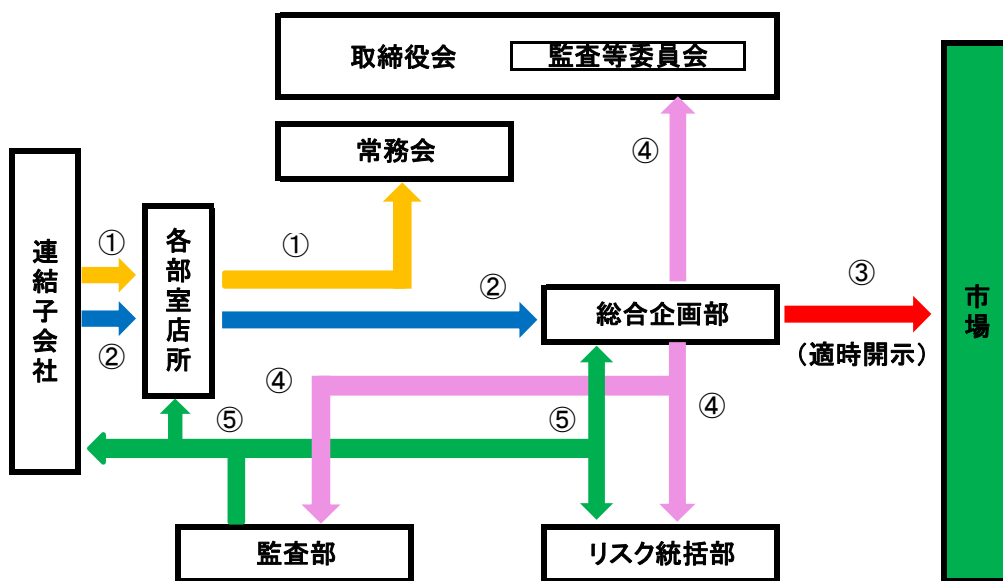 取締役会
監査等委員会
常務会
④
連結子会社
①
各部室店所
①
②
②
総合企画部
③
(適時開示)
市場
④
④
⑤
⑤
監査部
リスク統括部